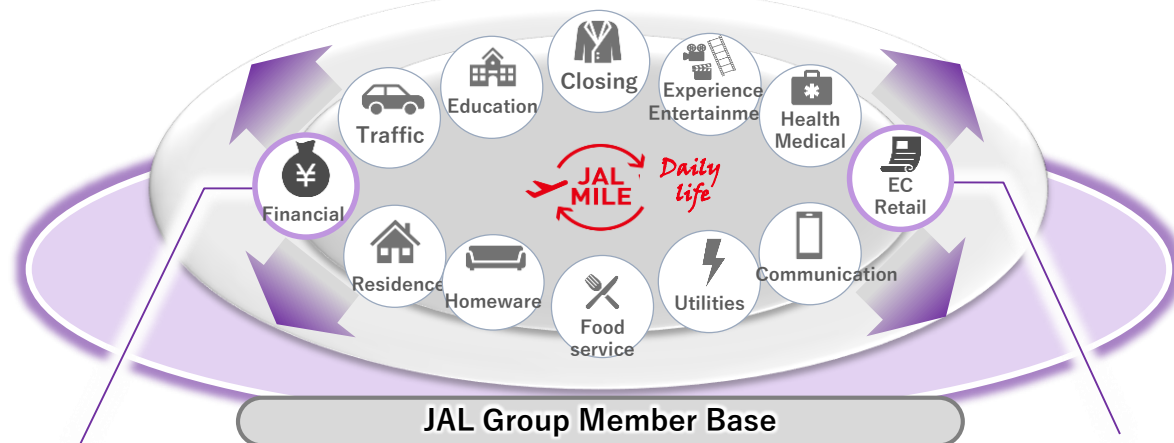 Closing
Education
Experience
Entertainme
Traffic
Health
Medical
¥
Financial
JAL
MILE
Daily
life
EC
Retail
Residence
Homeware
Food
service
Utilities
Communication
JAL Group Member Base